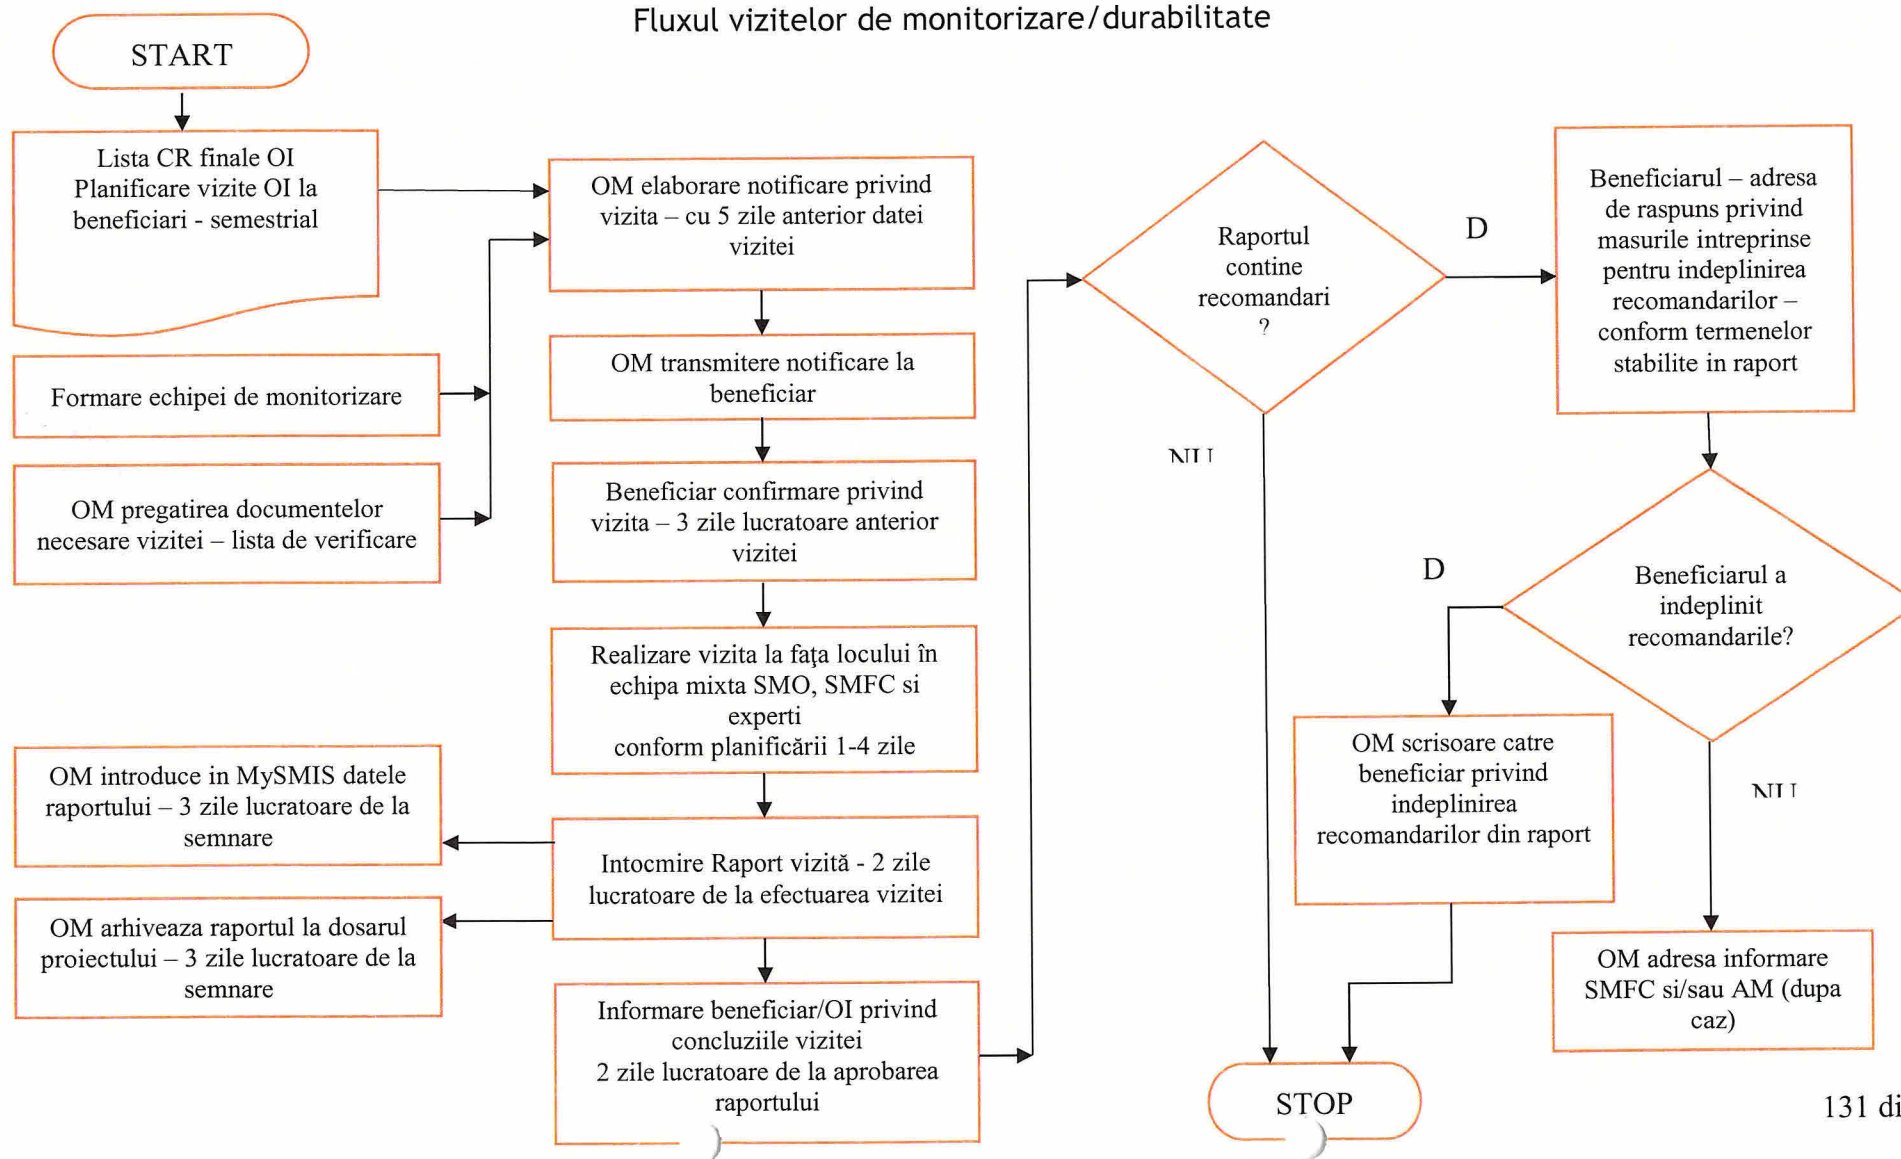 Fluxul vizitelor de monitorizare/durabilitate
START
Lista CR finale OI
Planificare vizite OI la
beneficiari - semestrial
Formare echipei de monitorizare
OM pregatirea documentelor
necesare vizitei – lista de verificare
OM elaborare notificare privind
vizita – cu 5 zile anterior datei
vizitei
OM transmitere notificare la
beneficiar
Beneficiar confirmare privind
vizita – 3 zile lucratoare anterior
vizitei
Realizare vizita la faţa locului în
echipa mixta SMO, SMFC si
experti
conform planificării 1-4 zile
OM introduce in MySMIS datele
raportului – 3 zile lucratoare de la
semnare
OM arhiveaza raportul la dosarul
proiectului – 3 zile lucratoare de la
semnare
Intocmire Raport vizită - 2 zile
lucratoare de la efectuarea vizitei
Informare beneficiar/OI privind
concluziile vizitei
2 zile lucratoare de la aprobarea
raportului
Raportul
contine
recomandari
?
D
NU
Beneficiarul – adresa
de raspuns privind
masurile intreprinse
pentru indeplinirea
recomandarilor –
conform termenelor
stabilite in raport
Beneficiarul a
indeplinit
recomandarile?
D
NU
OM scrisoare catre
beneficiar privind
indeplinirea
recomandarilor din raport
OM adresa informare
SMFC si/sau AM (dupa
caz)
STOP
131 di